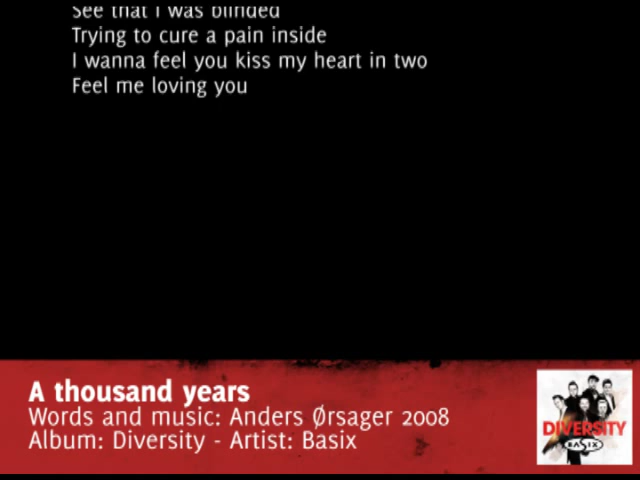 See that I was blinded
Trying to cure a pain inside
I wanna feel you kiss my heart in two
Feel me loving you
A thousand years
Words and music: Anders Ørsager 2008
Album: Diversity - Artist: Basix
DIVERSITY
BASIX